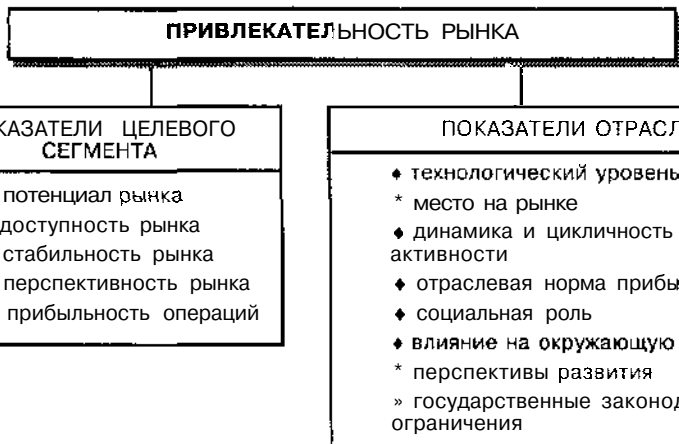 ПРИВЛЕКАТЕЛЬНОСТЬ РЫНКА
КАЗАТЕЛИ ЦЕЛЕВОГО
СЕГМЕНТА
потенциал рынка
доступность рынка
стабильность рынка
перспективность рынка
прибыльность операций
ПОКАЗАТЕЛИ ОТРАСЛ
♦ технологический уровень
* место на рынке
♦ динамика и цикличность
активности
♦ отраслевая норма прибы
♦ социальная роль
♦ влияние на окружающую
* перспективы развития
» государственные законод
ограничения